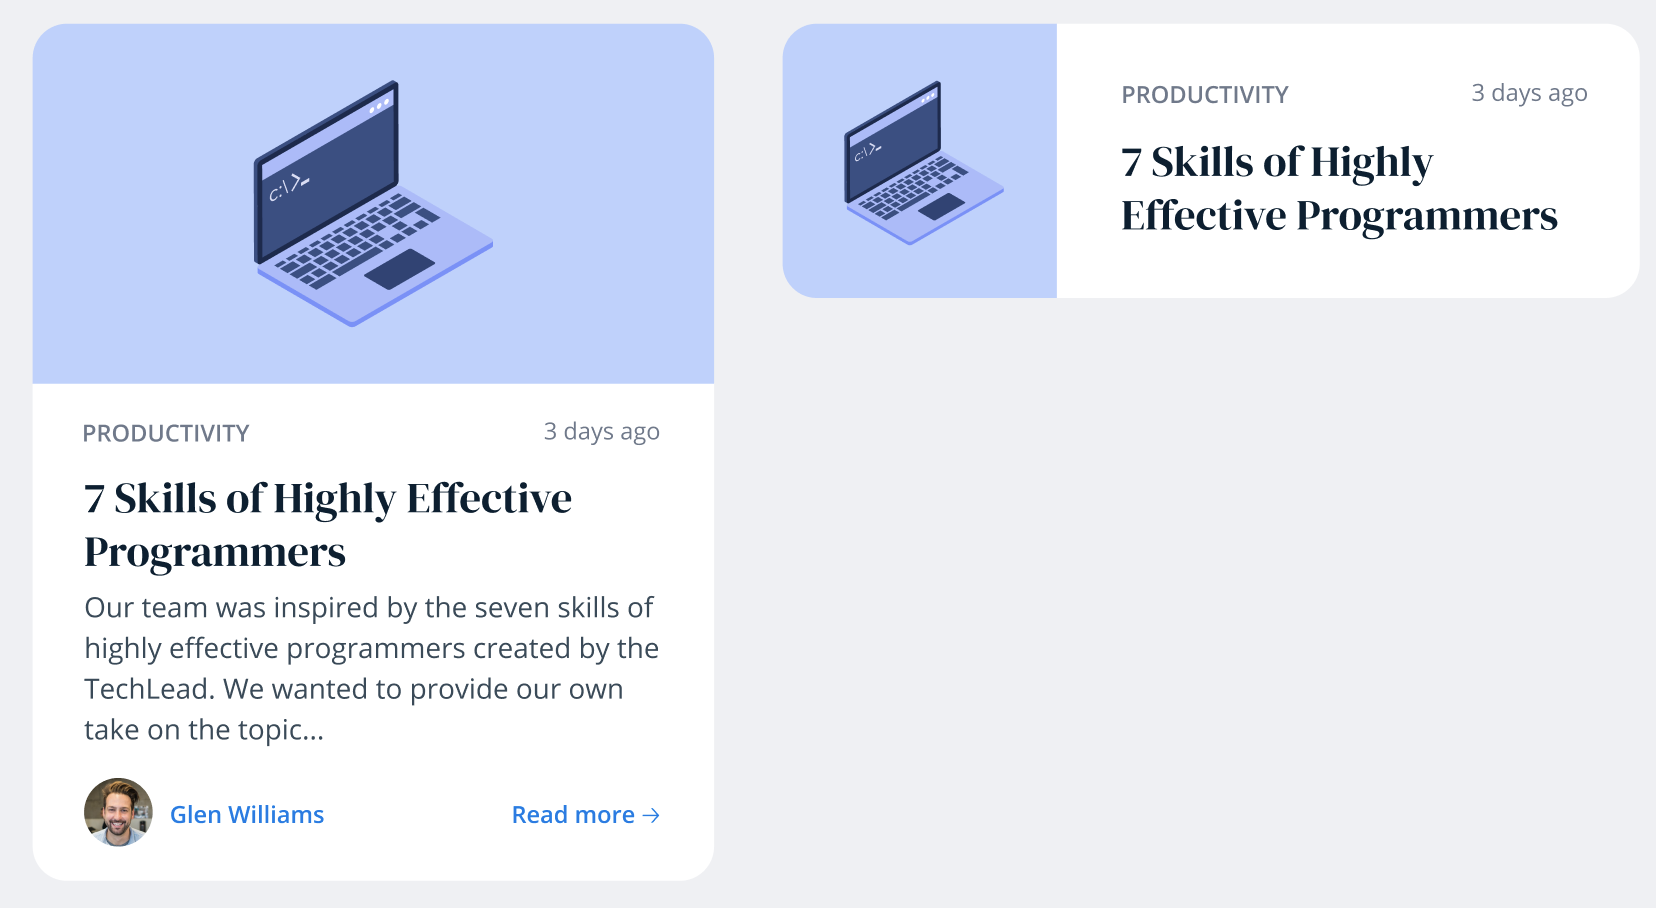 c:\>_
PRODUCTIVITY
3 days ago
7 Skills of Highly Effective
Programmers
Our team was inspired by the seven skills of
highly effective programmers created by the
TechLead. We wanted to provide our own
take on the topic...
Glen Williams
Read more →
c:\>_
PRODUCTIVITY
3 days ago
7 Skills of Highly
Effective Programmers